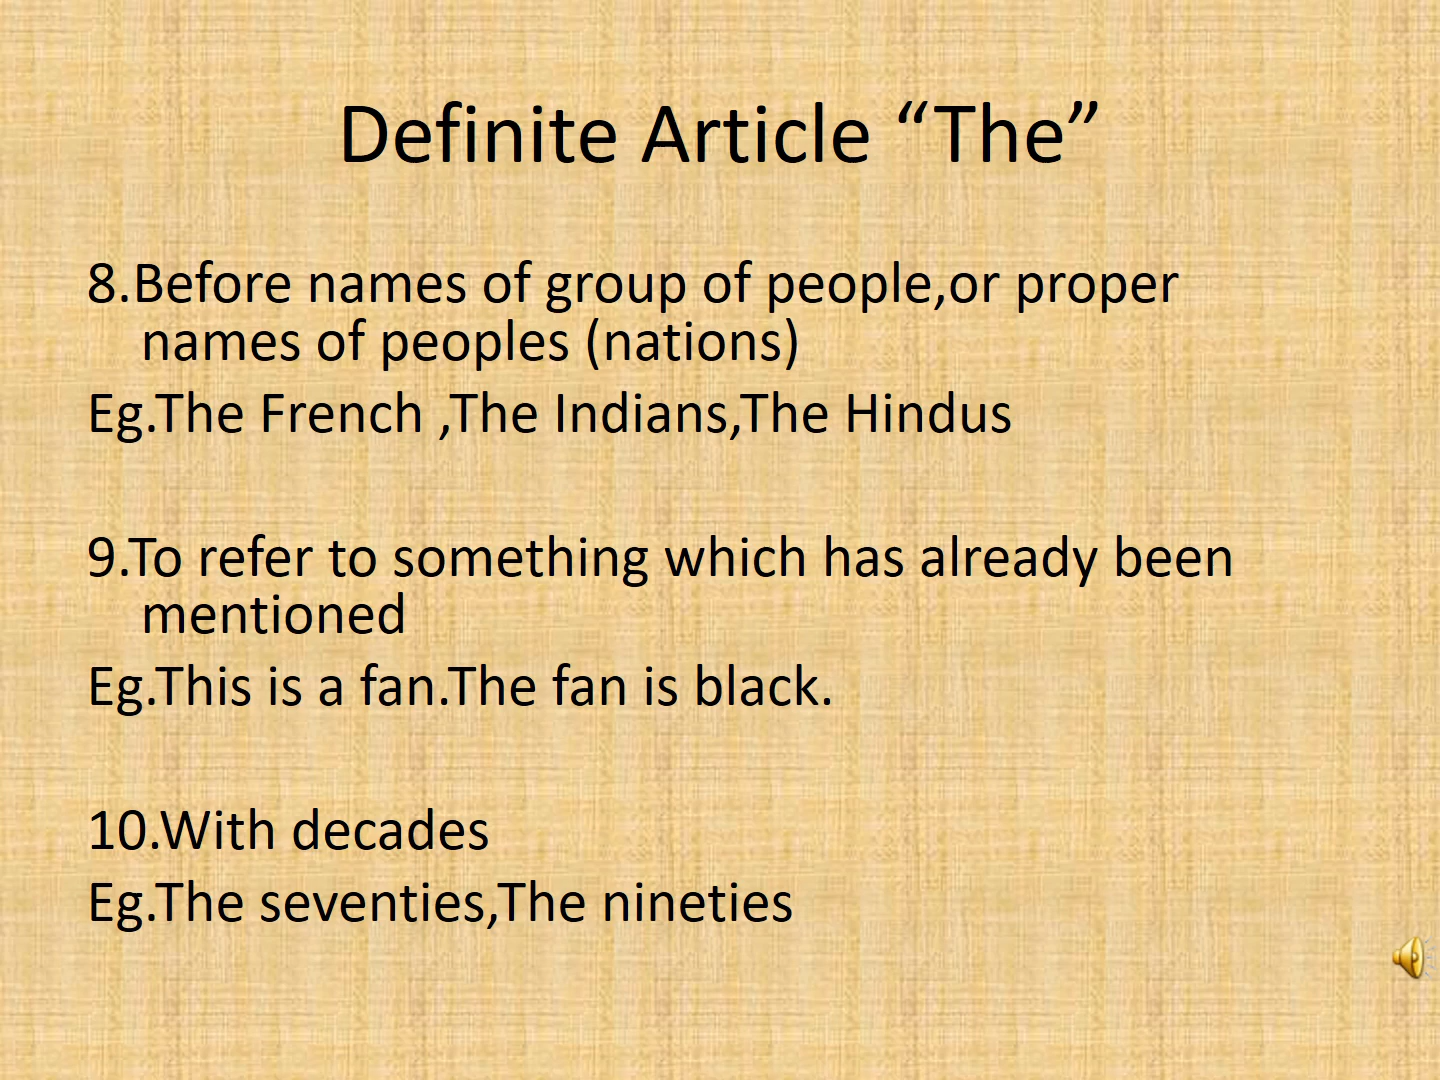 Definite Article “The”
8.Before names of group of people,or proper
names of peoples (nations)
Eg.The French ,The Indians,The Hindus
9.To refer to something which has already been
mentioned
Eg.This is a fan.The fan is black.
10.With decades
Eg.The seventies,The nineties